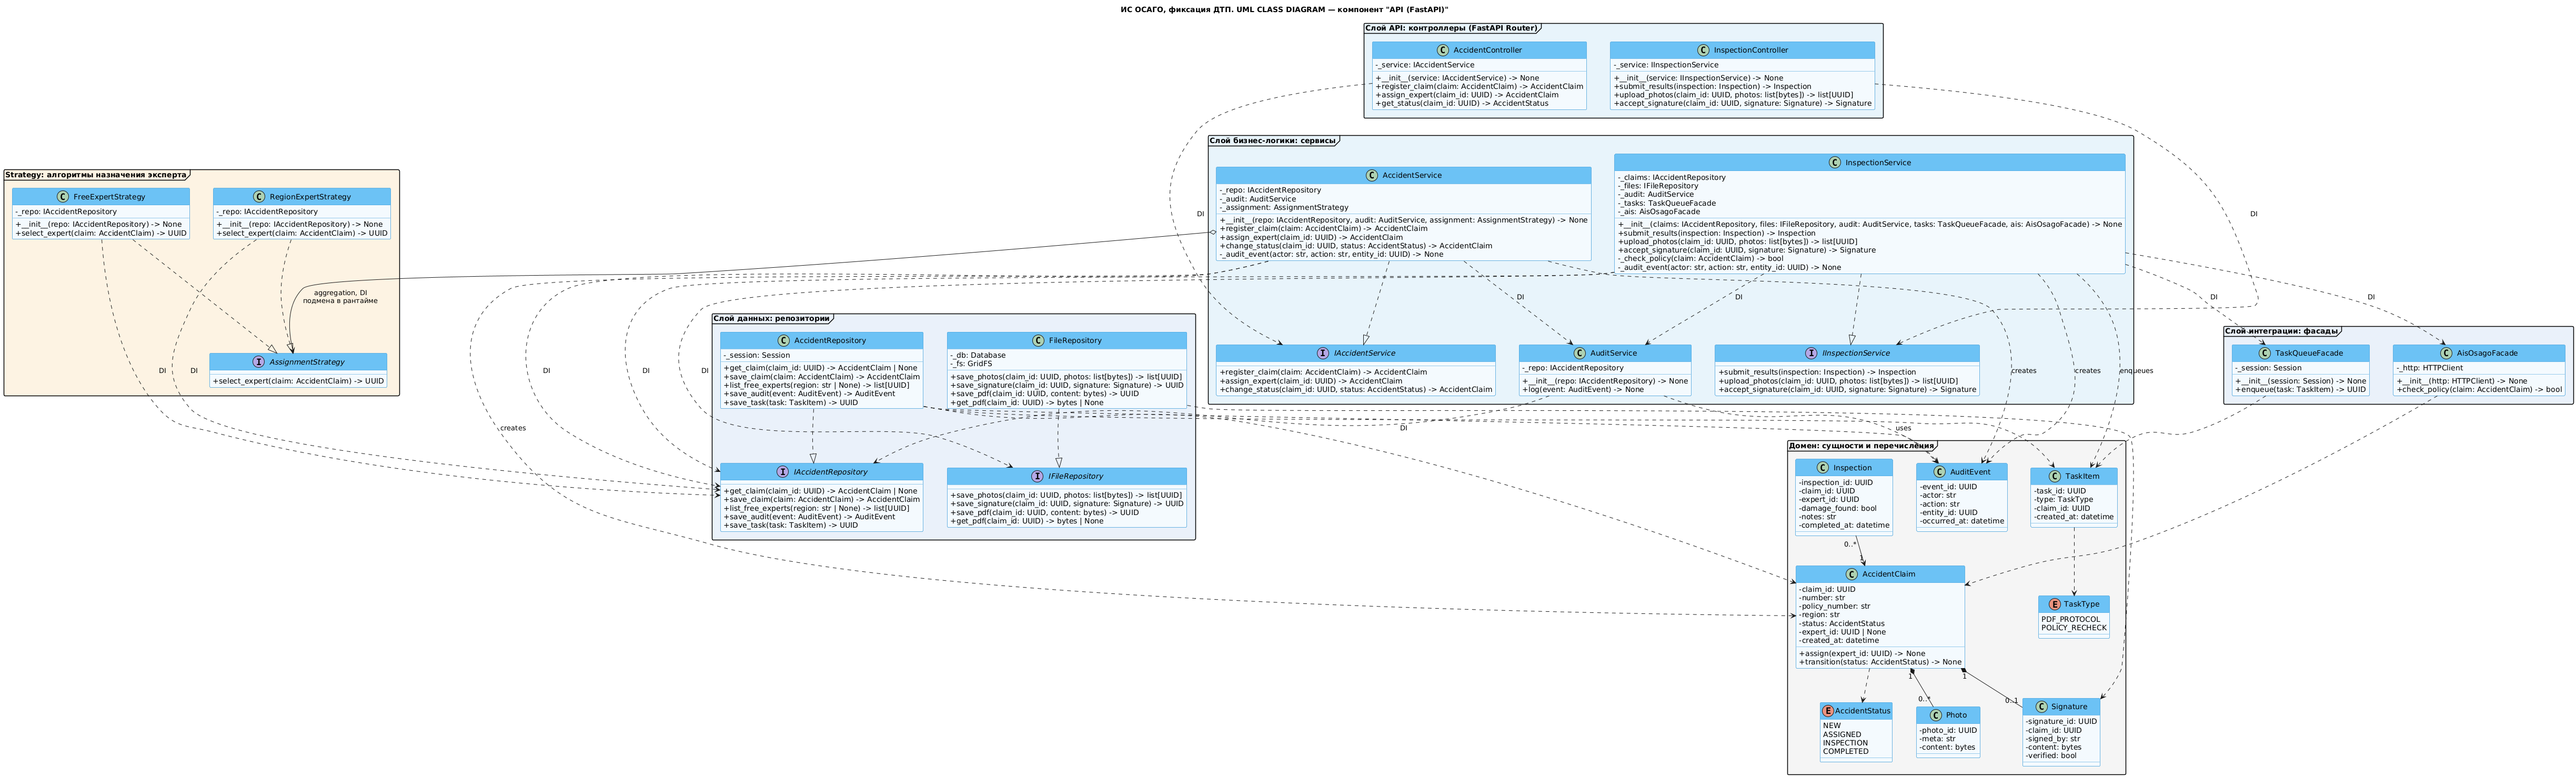 ИС ОСАГО, фиксация ДТП. UML CLASS DIAGRAM — компонент "API (FastAPI)"
Слой API: контроллеры (FastAPI Router)
AccidentController
-_service: IAccidentService
+__init__(service: IAccidentService) -> None
+register_claim(claim: AccidentClaim) -> AccidentClaim
+assign_expert(claim_id: UUID) -> AccidentClaim
+get_status(claim_id: UUID) -> AccidentStatus
InspectionController
-_service: IInspectionService
+__init__(service: IInspectionService) -> None
+submit_results(inspection: Inspection) -> Inspection
+upload_photos(claim_id: UUID, photos: list[bytes]) -> list[UUID]
+accept_signature(claim_id: UUID, signature: Signature) -> Signature
Слой бизнес-логики: сервисы
AccidentService
-_repo: IAccidentRepository
-_audit: AuditService
-_assignment: AssignmentStrategy
+__init__(repo: IAccidentRepository, audit: AuditService, assignment: AssignmentStrategy) -> None
+register_claim(claim: AccidentClaim) -> AccidentClaim
+assign_expert(claim_id: UUID) -> AccidentClaim
+change_status(claim_id: UUID, status: AccidentStatus) -> AccidentClaim
-_audit_event(actor: str, action: str, entity_id: UUID) -> None
InspectionService
-_claims: IAccidentRepository
-_files: IFileRepository
-_audit: AuditService
-_tasks: TaskQueueFacade
-_ais: AisOsagoFacade
+__init__(claims: IAccidentRepository, files: IFileRepository, audit: AuditService, tasks: TaskQueueFacade, ais: AisOsagoFacade) -> None
+submit_results(inspection: Inspection) -> Inspection
+upload_photos(claim_id: UUID, photos: list[bytes]) -> list[UUID]
+accept_signature(claim_id: UUID, signature: Signature) -> Signature
-_check_policy(claim: AccidentClaim) -> bool
-_audit_event(actor: str, action: str, entity_id: UUID) -> None
DI
DI
Strategy: алгоритмы назначения эксперта
FreeExpertStrategy
-_repo: IAccidentRepository
+__init__(repo: IAccidentRepository) -> None
+select_expert(claim: AccidentClaim) -> UUID
RegionExpertStrategy
-_repo: IAccidentRepository
+__init__(repo: IAccidentRepository) -> None
+select_expert(claim: AccidentClaim) -> UUID
aggregation, DI
подмена в рантайме
AssignmentStrategy
+select_expert(claim: AccidentClaim) -> UUID
DI
DI
DI
DI
DI
DI
DI
DI
DI
Слой данных: репозитории
AccidentRepository
-_session: Session
+get_claim(claim_id: UUID) -> AccidentClaim | None
+save_claim(claim: AccidentClaim) -> AccidentClaim
+list_free_experts(region: str | None) -> list[UUID]
+save_audit(event: AuditEvent) -> AuditEvent
+save_task(task: TaskItem) -> UUID
FileRepository
-_db: Database
-_fs: GridFS
+save_photos(claim_id: UUID, photos: list[bytes]) -> list[UUID]
+save_signature(claim_id: UUID, signature: Signature) -> UUID
+save_pdf(claim_id: UUID, content: bytes) -> UUID
+get_pdf(claim_id: UUID) -> bytes | None
IAccidentService
+register_claim(claim: AccidentClaim) -> AccidentClaim
+assign_expert(claim_id: UUID) -> AccidentClaim
+change_status(claim_id: UUID, status: AccidentStatus) -> AccidentClaim
AuditService
-_repo: IAccidentRepository
+__init__(repo: IAccidentRepository) -> None
+log(event: AuditEvent) -> None
IInspectionService
+submit_results(inspection: Inspection) -> Inspection
+upload_photos(claim_id: UUID, photos: list[bytes]) -> list[UUID]
+accept_signature(claim_id: UUID, signature: Signature) -> Signature
creates
creates
enqueues
Слой интеграции: фасады
TaskQueueFacade
-_session: Session
+__init__(session: Session) -> None
+enqueue(task: TaskItem) -> UUID
AisOsagoFacade
-_http: HTTPClient
+__init__(http: HTTPClient) -> None
+check_policy(claim: AccidentClaim) -> bool
creates
DI
uses
IAccidentRepository
+get_claim(claim_id: UUID) -> AccidentClaim | None
+save_claim(claim: AccidentClaim) -> AccidentClaim
+list_free_experts(region: str | None) -> list[UUID]
+save_audit(event: AuditEvent) -> AuditEvent
+save_task(task: TaskItem) -> UUID
IFileRepository
+save_photos(claim_id: UUID, photos: list[bytes]) -> list[UUID]
+save_signature(claim_id: UUID, signature: Signature) -> UUID
+save_pdf(claim_id: UUID, content: bytes) -> UUID
+get_pdf(claim_id: UUID) -> bytes | None
Домен: сущности и перечисления
Inspection
-inspection_id: UUID
-claim_id: UUID
-expert_id: UUID
-damage_found: bool
-notes: str
-completed_at: datetime
AuditEvent
-event_id: UUID
-actor: str
-action: str
-entity_id: UUID
-occurred_at: datetime
TaskItem
-task_id: UUID
-type: TaskType
-claim_id: UUID
-created_at: datetime
0..*
1
AccidentClaim
-claim_id: UUID
-number: str
-policy_number: str
-region: str
-status: AccidentStatus
-expert_id: UUID | None
-created_at: datetime
+assign(expert_id: UUID) -> None
+transition(status: AccidentStatus) -> None
TaskType
PDF_PROTOCOL
POLICY_RECHECK
1
1
0..*
0..1
AccidentStatus
NEW
ASSIGNED
INSPECTION
COMPLETED
Photo
-photo_id: UUID
-meta: str
-content: bytes
Signature
-signature_id: UUID
-claim_id: UUID
-signed_by: str
-content: bytes
-verified: bool